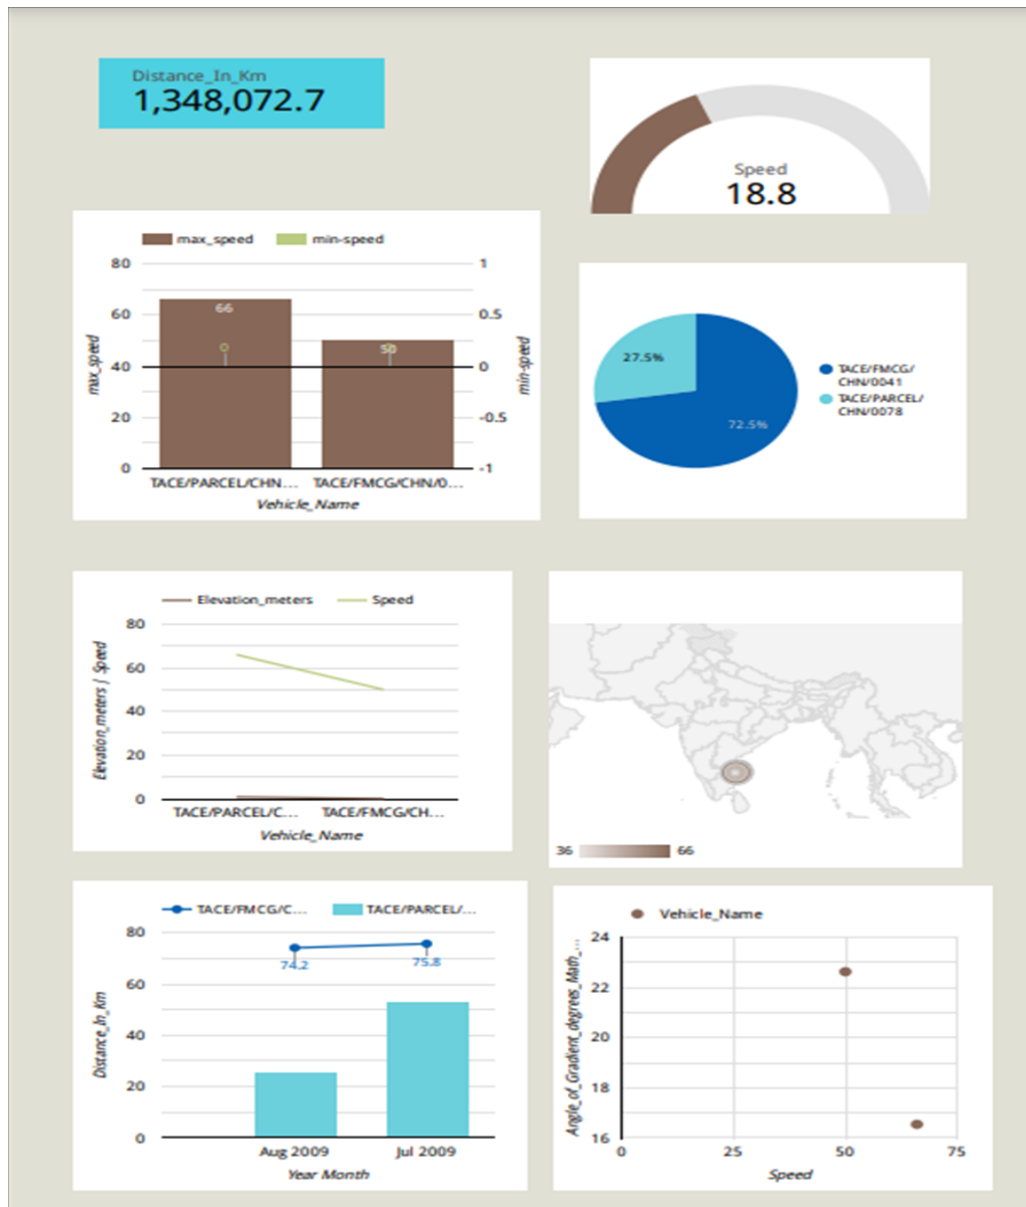 Distance_In_Km
1,348,072.7
Speed
18.8
max_speed
min-speed
80
60
40
20
0
max_speed
1
0.5
0
-0.5
-1
min-speed
66
50
TACE/PARCEL/CHN...
TACE/FMCG/CHN/0...
Vehicle_Name
27.5%
72.5%
TACE/FMCG/
CHN/0041
TACE/PARCEL/
CHN/0078
Elevation_meters
Speed
80
60
40
20
0
Elevation_meters | Speed
TACE/PARCEL/C...
TACE/FMCG/CH...
Vehicle_Name
36
66
TACE/FMCG/C...
TACE/PARCEL/...
80
60
40
20
0
Distance_In_Km
74.2
75.8
Aug 2009
Jul 2009
Year Month
Vehicle_Name
24
22
20
18
16
Angle_of_Gradient_degrees_Math_...
0
25
50
75
Speed